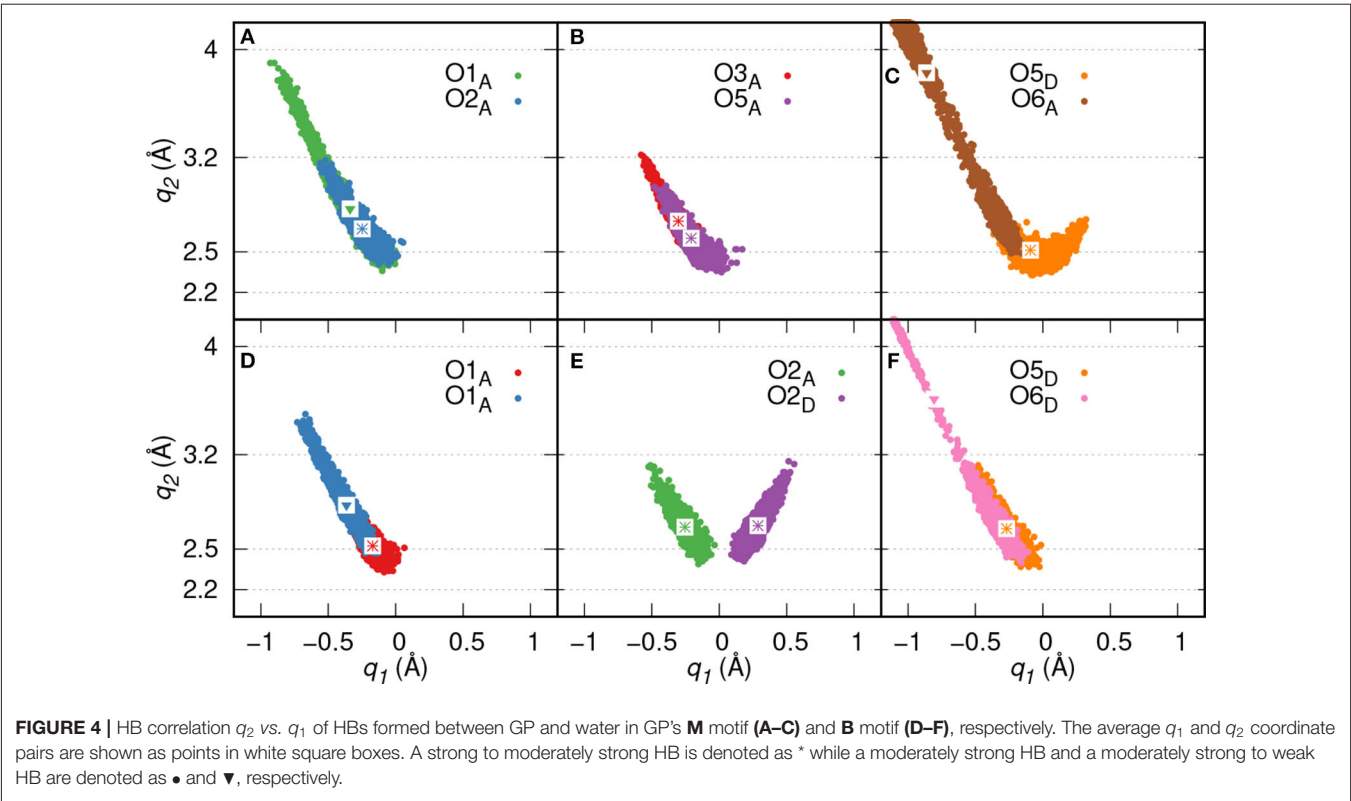 A
B
C
4
3.2
2.5
2.2
q2 (Å)
O1A
O2A
O3A
O5A
O5D
O6A
D
E
F
4
3.2
2.5
2.2
q2 (Å)
O1A
O1A
O2A
O2D
O5D
O6D
−1 −0.5 0 0.5 1
−1 −0.5 0 0.5 1
−1 −0.5 0 0.5 1
q1 (Å)
q1 (Å)
q1 (Å)
FIGURE 4 | HB correlation q2 vs. q1 of HBs formed between GP and water in GP's M motif (A–C) and B motif (D–F), respectively. The average q1 and q2 coordinate
pairs are shown as points in white square boxes. A strong to moderately strong HB is denoted as * while a moderately strong HB and a moderately strong to weak
HB are denoted as • and ▼, respectively.